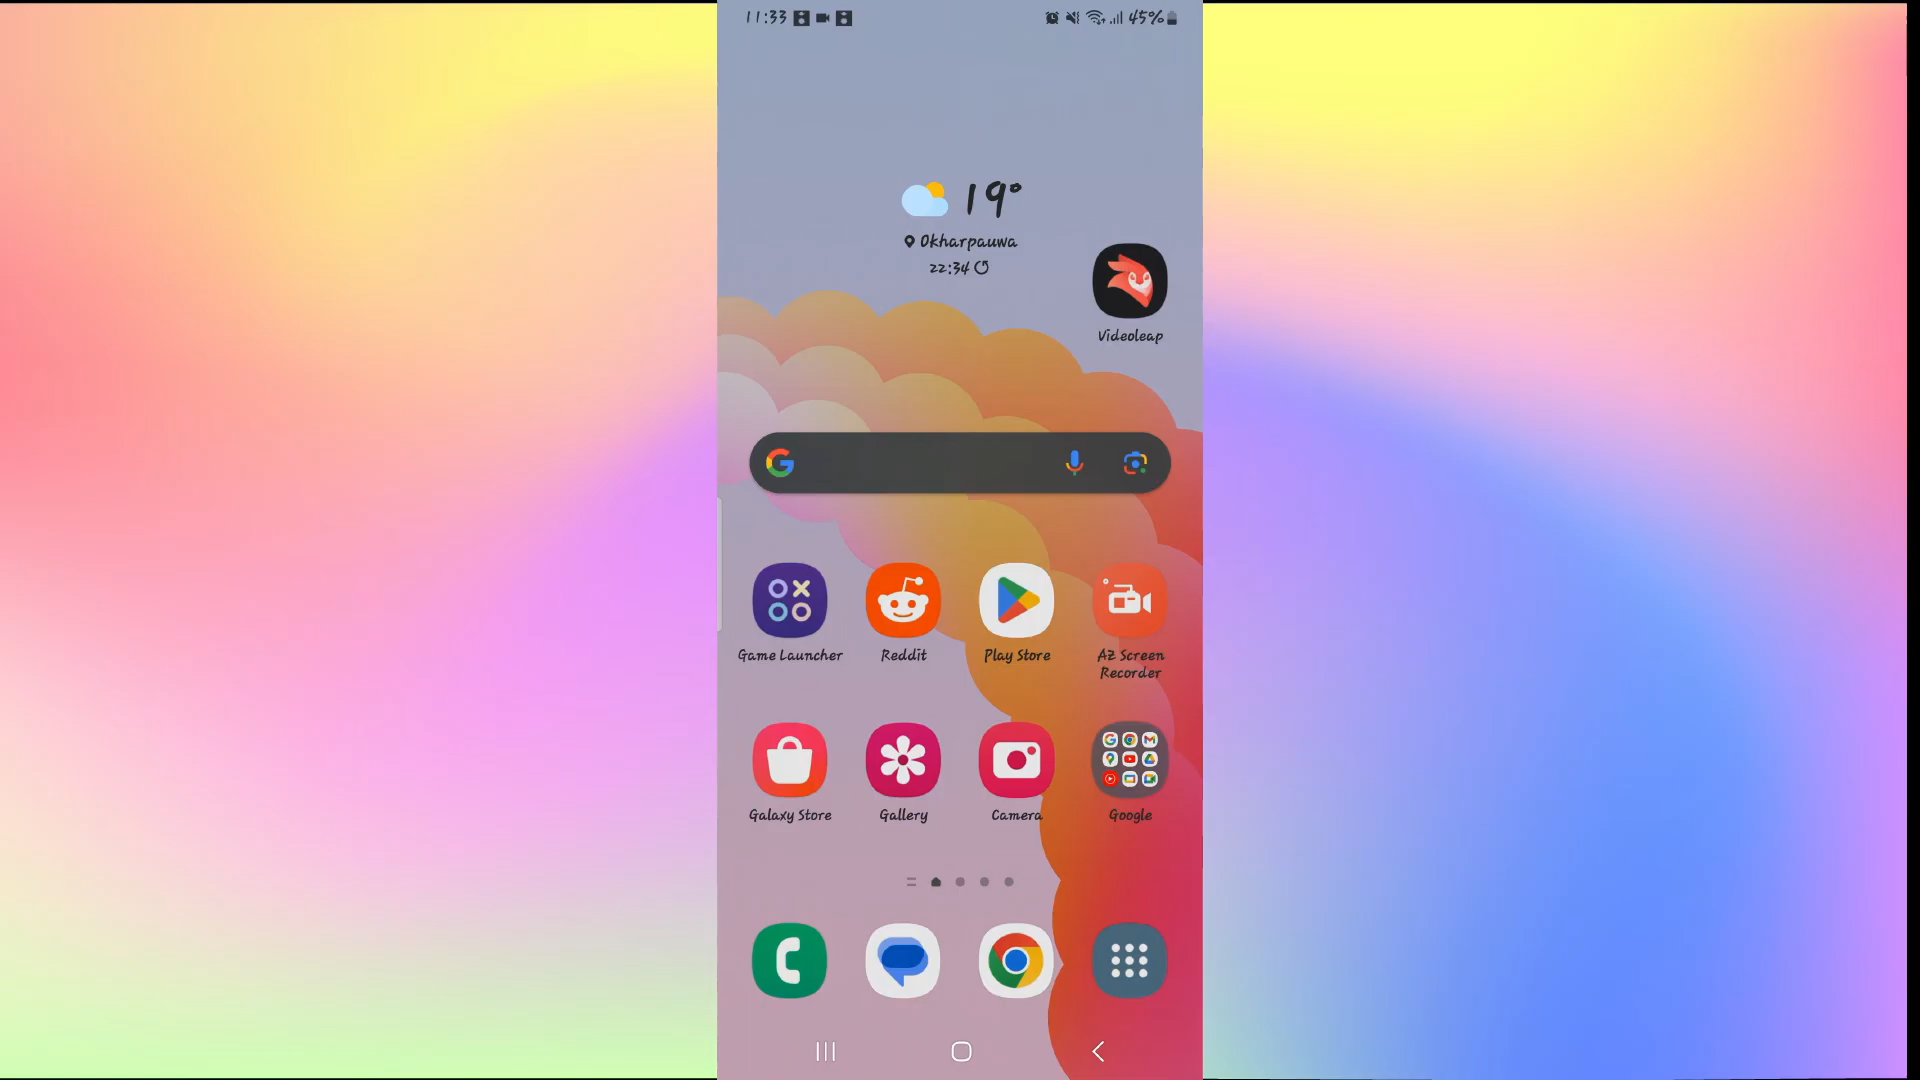 11:33
45%
19°
Okharpauwa
22:34
Videoleap
Game Launcher
Reddit
Play Store
AZ Screen
Recorder
Galaxy Store
Gallery
Camera
Google